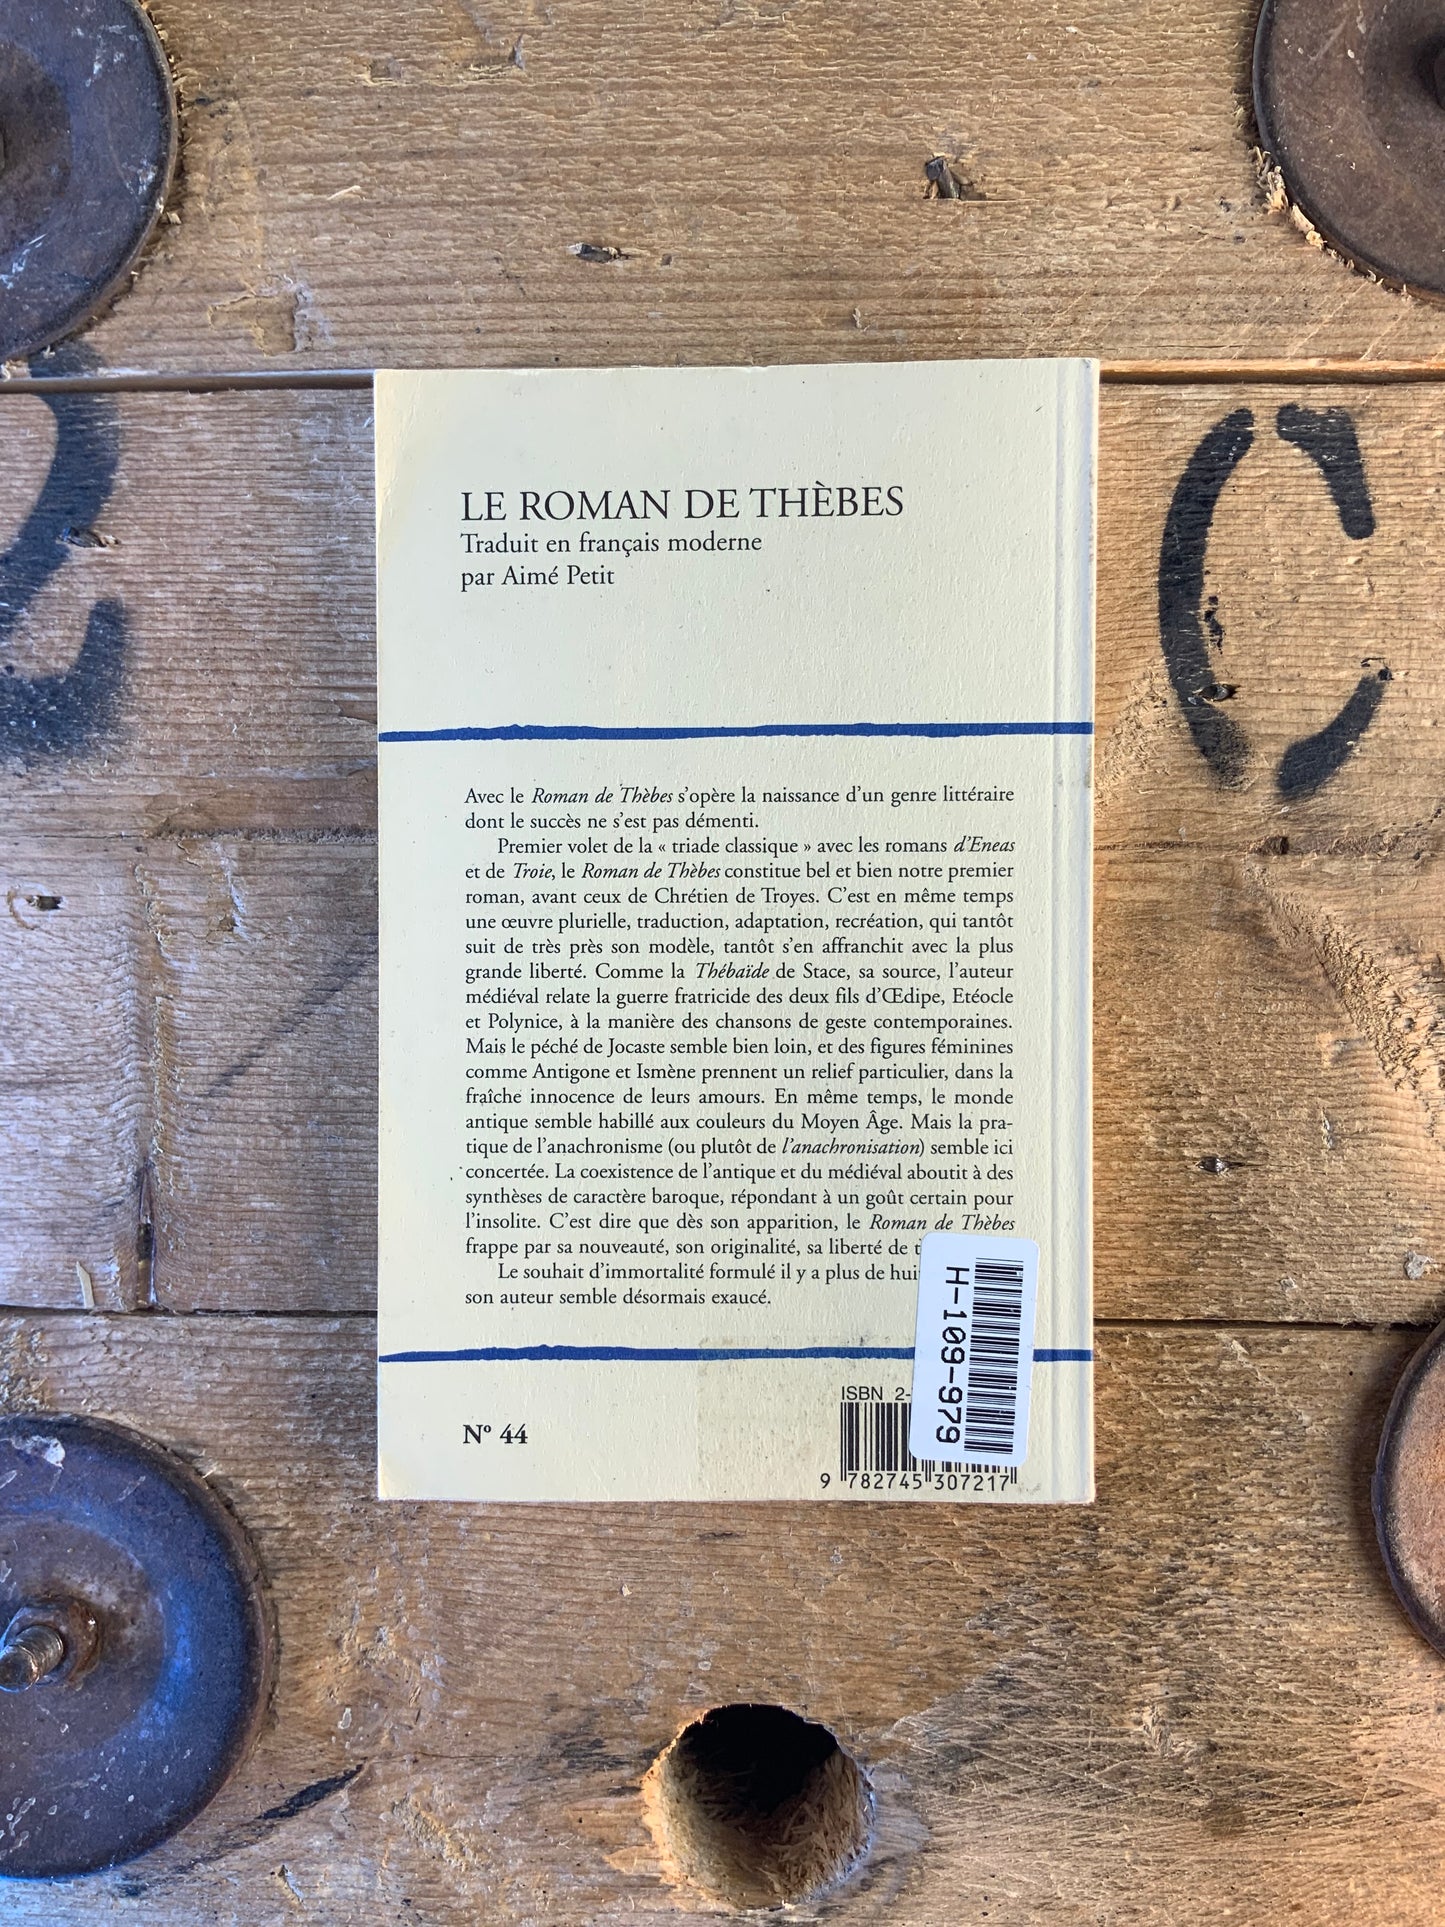 LE ROMAN DE THÈBES
Traduit en français moderne
par Aimé Petit
Avec le Roman de Thèbes s'opère la naissance d'un genre littéraire
dont le succès ne s'est pas démenti.
Premier volet de la « triade classique » avec les romans d'Eneas
et de Troie, le Roman de Thèbes constitue bel et bien notre premier
roman, avant ceux de Chrétien de Troyes. C'est en même temps
une œuvre plurielle, traduction, adaptation, recréation, qui tantôt
suit de très près son modèle, tantôt s'en affranchit avec la plus
grande liberté. Comme la Thébaïde de Stace, sa source, l'auteur
médiéval relate la guerre fratricide des deux fils d'Œdipe, Etéocle
et Polynice, à la manière des chansons de geste contemporaines.
Mais le péché de Jocaste semble bien loin, et des figures féminines
comme Antigone et Ismène prennent un relief particulier, dans la
fraîche innocence de leurs amours. En même temps, le monde
antique semble habillé aux couleurs du Moyen Âge. Mais la pra-
tique de l'anachronisme (ou plutôt de l'anachronisation) semble ici
concertée. La coexistence de l'antique et du médiéval aboutit à des
synthèses de caractère baroque, répondant à un goût certain pour
l'insolite. C'est dire que dès son apparition, le Roman de Thèbes
frappe par sa nouveauté, son originalité, sa liberté de
Le souhait d'immortalité formulé il y a plus de
son auteur semble désormais exaucé.
H-109-979
ISBN 2-
N° 44
9 782745 307217
C